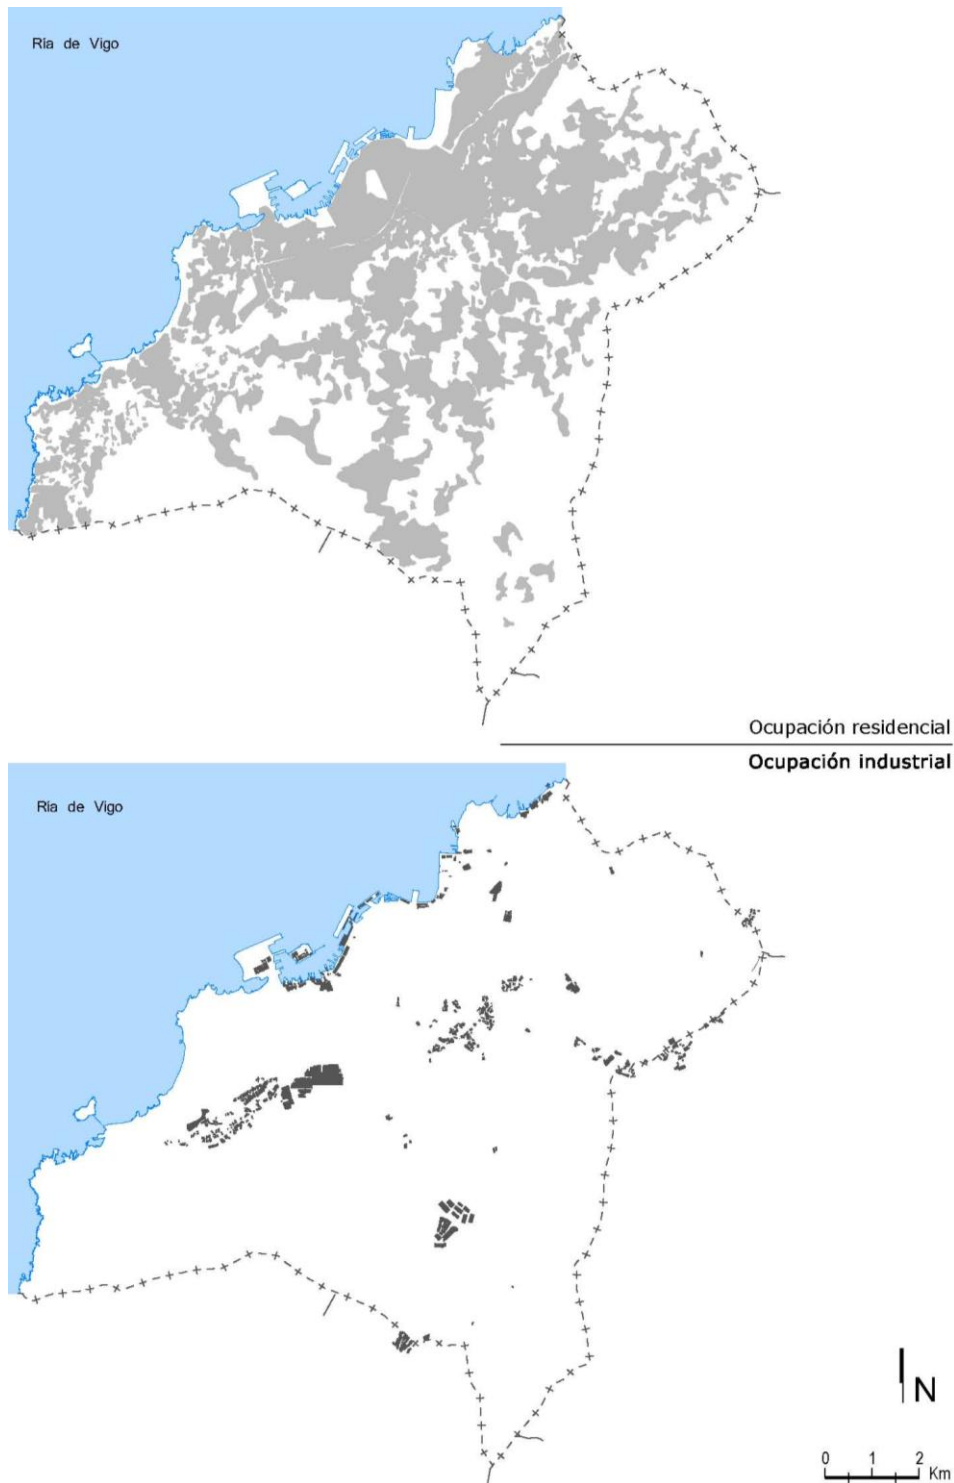 Ría de Vigo
Ocupación residencial
Ocupación industrial
Ría de Vigo
N
0 1 2
Km